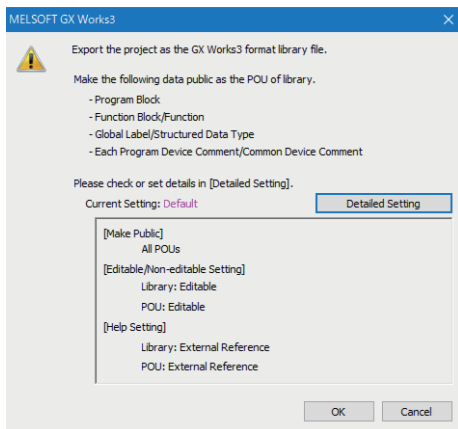 MELSOFT GX Works3
Export the project as the GX Works3 format library file.
Make the following data public as the POU of library.
- Program Block
- Function Block/Function
- Global Label/Structured Data Type
- Each Program Device Comment/Common Device Comment
Please check or set details in [Detailed Setting].
Current Setting: Default Detailed Setting
[Make Public]
All POUs
[Editable/Non-editable Setting]
Library: Editable
POU: Editable
[Help Setting]
Library: External Reference
POU: External Reference
OK Cancel